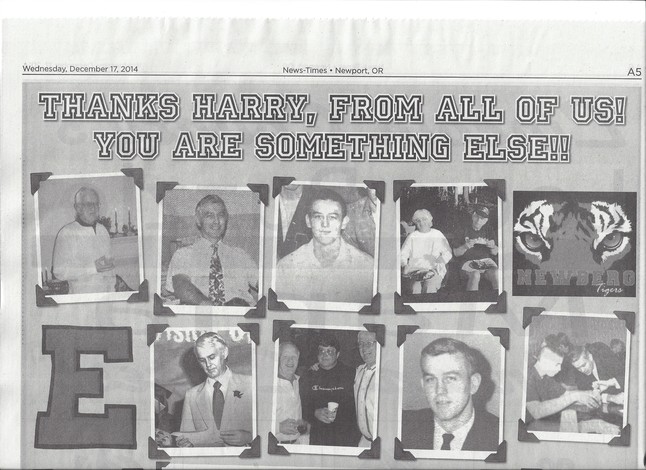 Wednesday, December 17, 2014 News-Times • Newport, OR A5
THANKS HARRY, FROM ALL OF US!
YOU ARE SOMETHING ELSE!!
NEWBERG
Tigers
E